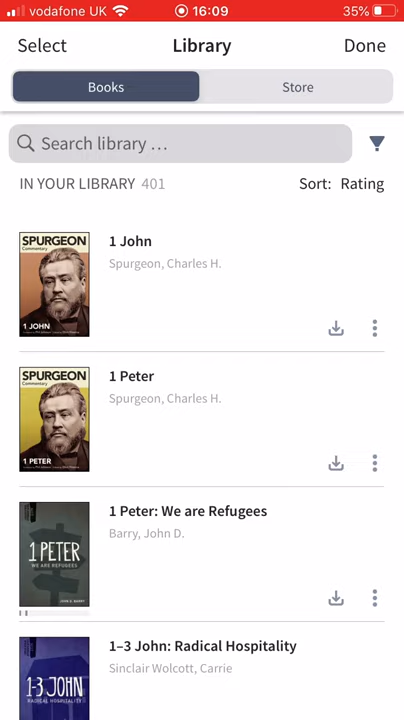 vodafone UK 16:09 35%
Select Library Done
Books Store
Search library …
IN YOUR LIBRARY 401 Sort: Rating
SPURGEON
Commentary
1 JOHN
1 John
Spurgeon, Charles H.
SPURGEON
Commentary
1 PETER
1 Peter
Spurgeon, Charles H.
1 PETER
WE ARE REFUGEES
JOHN D. BARRY
1 Peter: We are Refugees
Barry, John D.
1-3 JOHN
RADICAL HOSPITALITY
1–3 John: Radical Hospitality
Sinclair Wolcott, Carrie